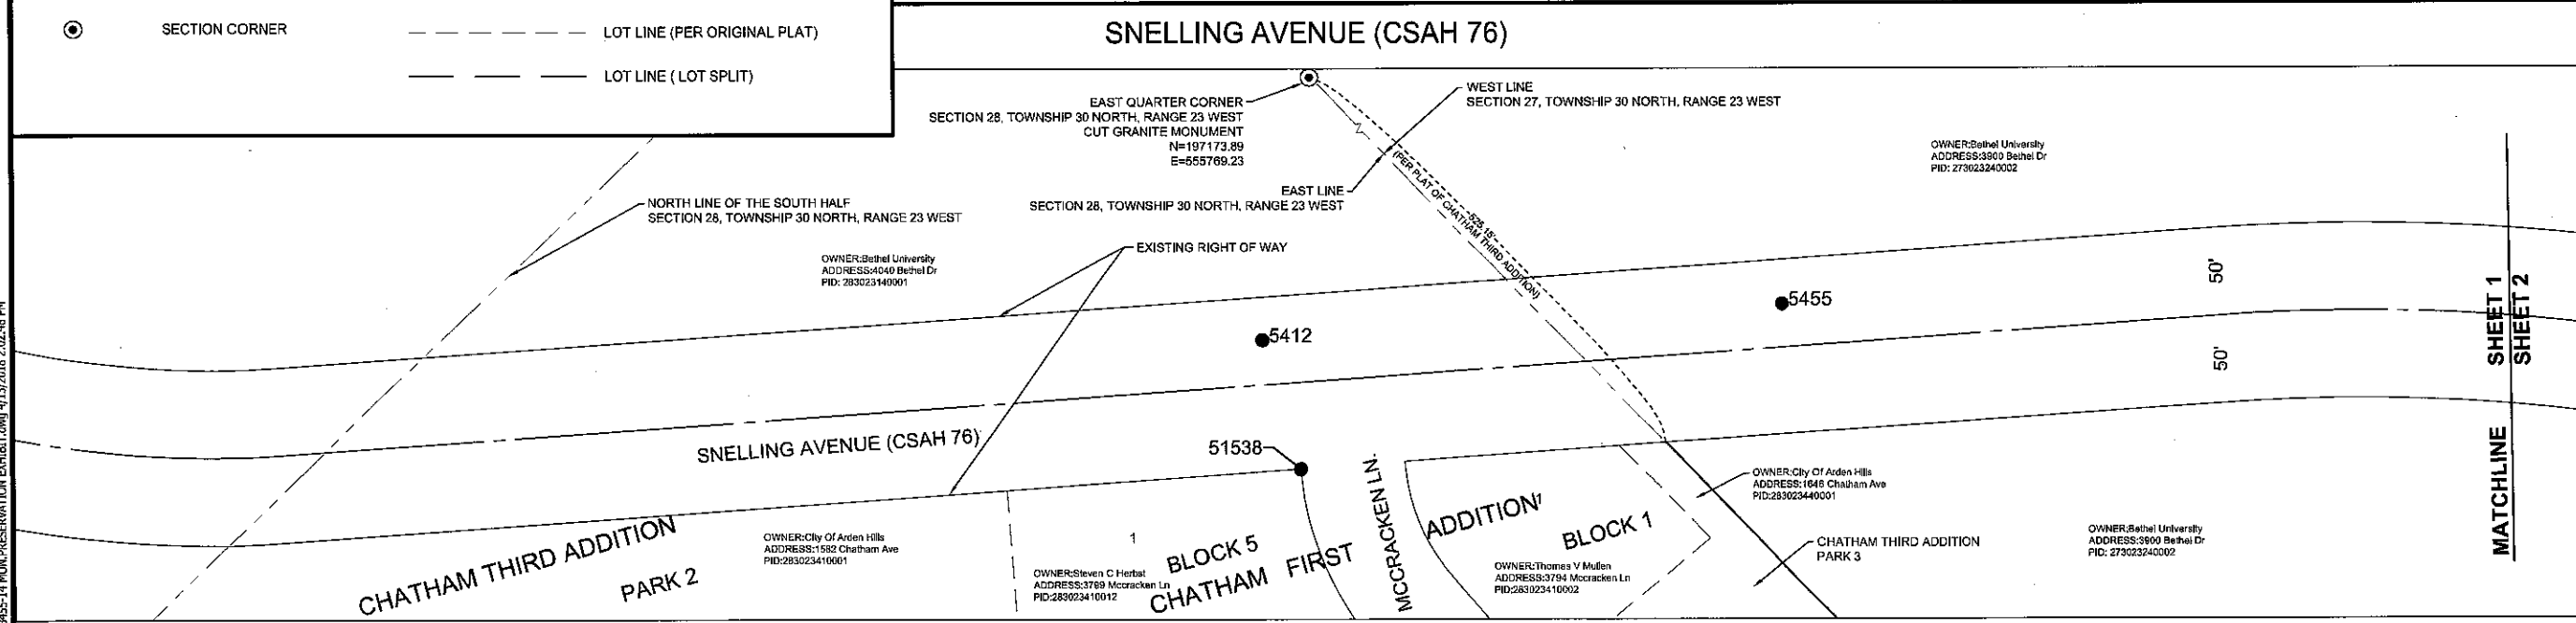 SECTION CORNER
LOT LINE (PER ORIGINAL PLAT)
LOT LINE ( LOT SPLIT)
SNELLING AVENUE (CSAH 76)
EAST QUARTER CORNER
SECTION 28, TOWNSHIP 30 NORTH, RANGE 23 WEST
CUT GRANITE MONUMENT
N=197173.89
E=555769.23
WEST LINE
SECTION 27, TOWNSHIP 30 NORTH, RANGE 23 WEST
OWNER:Bethel University
ADDRESS:3900 Bethel Dr
PID: 273023240002
NORTH LINE OF THE SOUTH HALF
SECTION 28, TOWNSHIP 30 NORTH, RANGE 23 WEST
EAST LINE
SECTION 28, TOWNSHIP 30 NORTH, RANGE 23 WEST
525.15'
(PER PLAT OF CHATHAM THIRD ADDITION)
EXISTING RIGHT OF WAY
OWNER:Bethel University
ADDRESS:4040 Bethel Dr
PID: 283023140001
5412
5455
50'
50'
MATCHLINE
SHEET 1
SHEET 2
SNELLING AVENUE (CSAH 76)
51538
MCCRACKEN LN.
CHATHAM THIRD ADDITION
PARK 2
OWNER:City Of Arden Hills
ADDRESS:1582 Chatham Ave
PID:283023410001
1
BLOCK 5
OWNER:Steven C Herbst
ADDRESS:3799 Mccracken Ln
PID:283023410012
CHATHAM FIRST ADDITION
1
BLOCK 1
OWNER:Thomas V Mullen
ADDRESS:3794 Mccracken Ln
PID:283023410002
OWNER:City Of Arden Hills
ADDRESS:1646 Chatham Ave
PID:283023440001
CHATHAM THIRD ADDITION
PARK 3
OWNER:Bethel University
ADDRESS:3900 Bethel Dr
PID: 273023240002